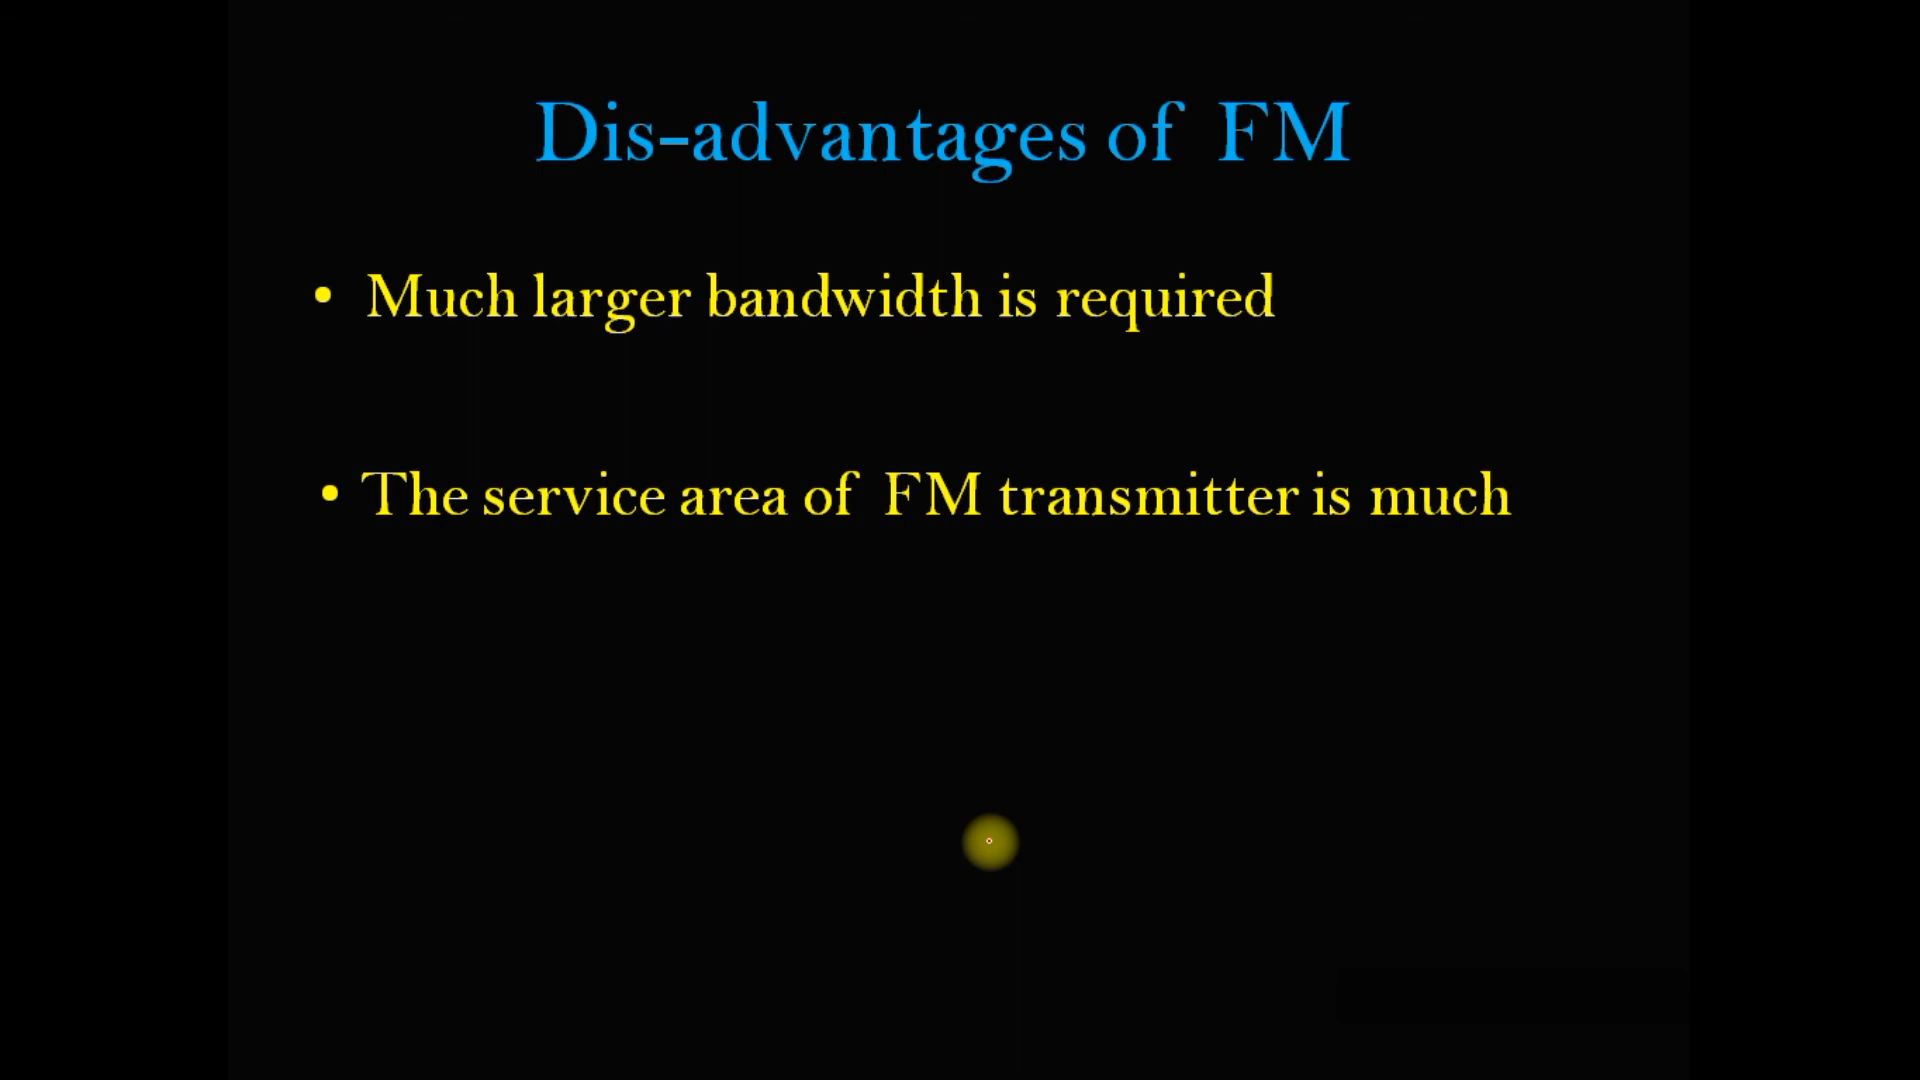 Dis-advantages of FM
• Much larger bandwidth is required
• The service area of FM transmitter is much